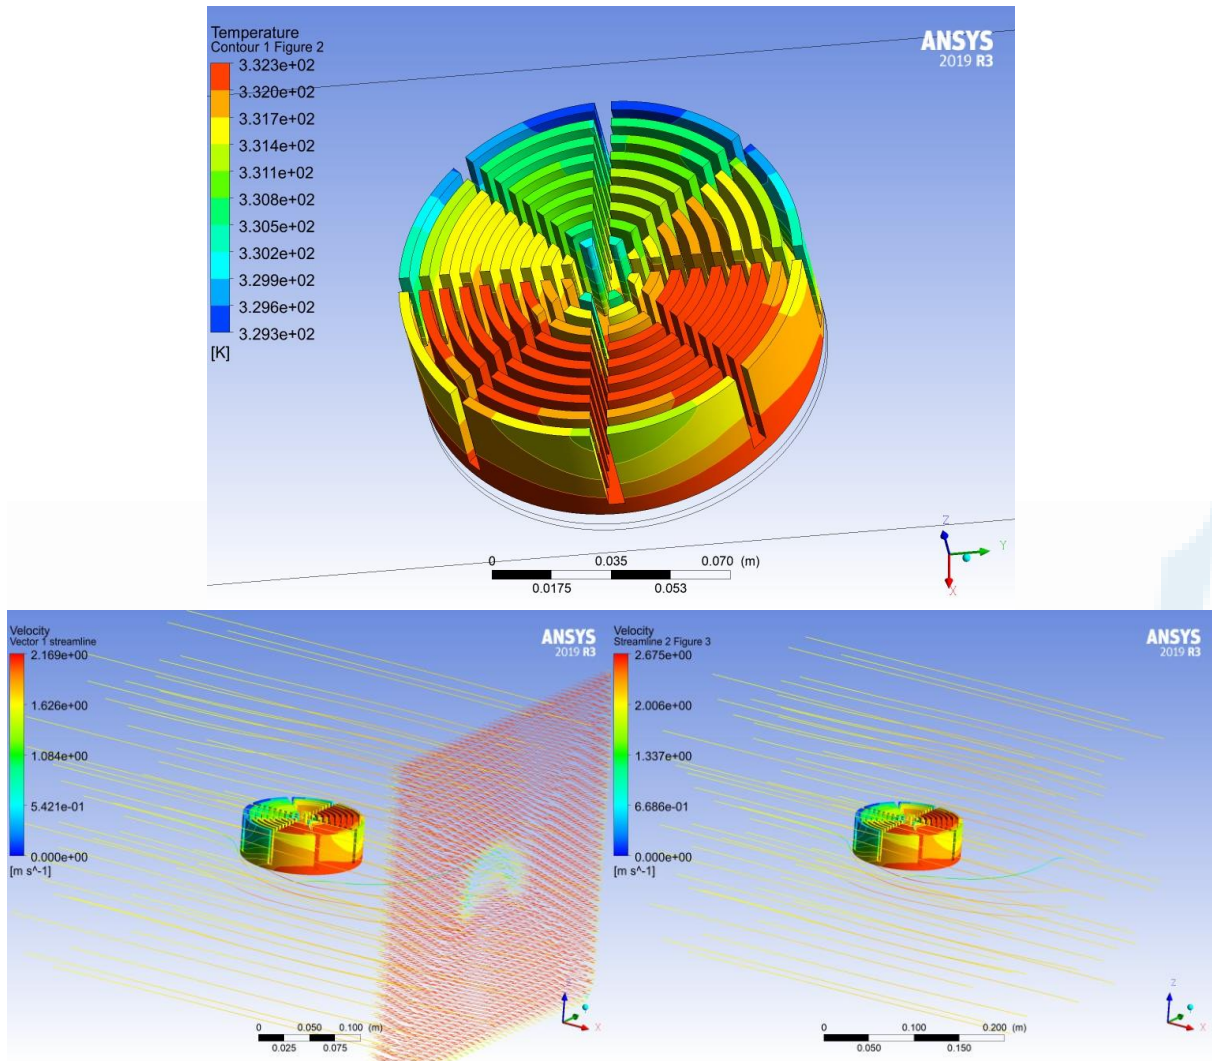 Temperature
Contour 1 Figure 2
3.323e+02
3.320e+02
3.317e+02
3.314e+02
3.311e+02
3.308e+02
3.305e+02
3.302e+02
3.299e+02
3.296e+02
3.293e+02
[K]
ANSYS
2019 R3
0 0.035 0.070 (m)
0.0175 0.053
Z
Y
X
Velocity
Vector 1 streamline
2.169e+00
1.626e+00
1.084e+00
5.421e-01
0.000e+00
[m s^-1]
ANSYS
2019 R3
0 0.050 0.100 (m)
0.025 0.075
Z
X
Velocity
Streamline 2 Figure 3
2.675e+00
2.006e+00
1.337e+00
6.686e-01
0.000e+00
[m s^-1]
ANSYS
2019 R3
0 0.100 0.200 (m)
0.050 0.150
Z
X